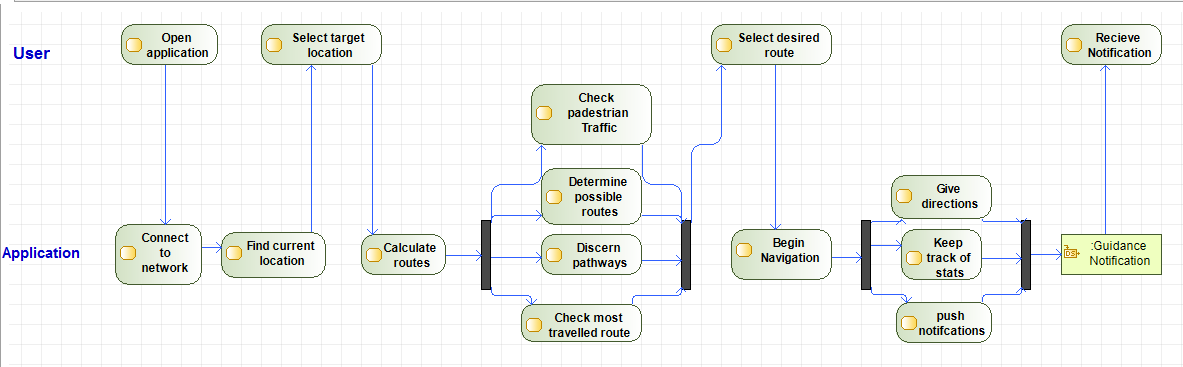 User
Open
application
Select target
location
Select desired
route
Recieve
Notification
Check
padestrian
Traffic
Determine
possible
routes
Give
directions
Application
Connect
to
network
Find current
location
Calculate
routes
Discern
pathways
Begin
Navigation
Keep
track of
stats
DS
:Guidance
Notification
Check most
travelled route
push
notifcations